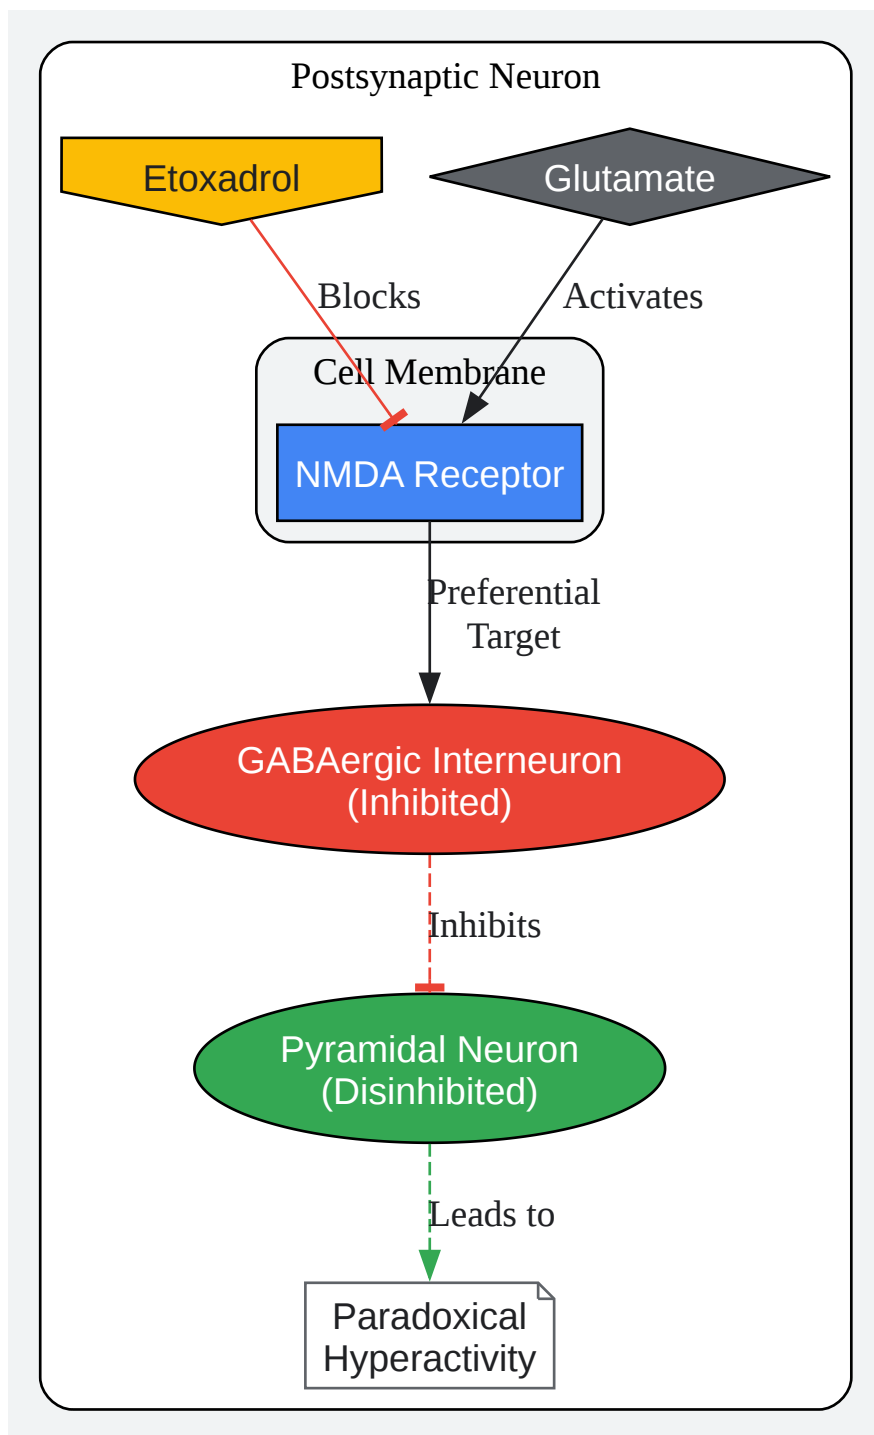 Postsynaptic Neuron
Etoxadrol
Glutamate
Blocks
Activates
Cell Membrane
NMDA Receptor
Preferential
Target
GABAergic Interneuron
(Inhibited)
Inhibits
Pyramidal Neuron
(Disinhibited)
Leads to
Paradoxical
Hyperactivity